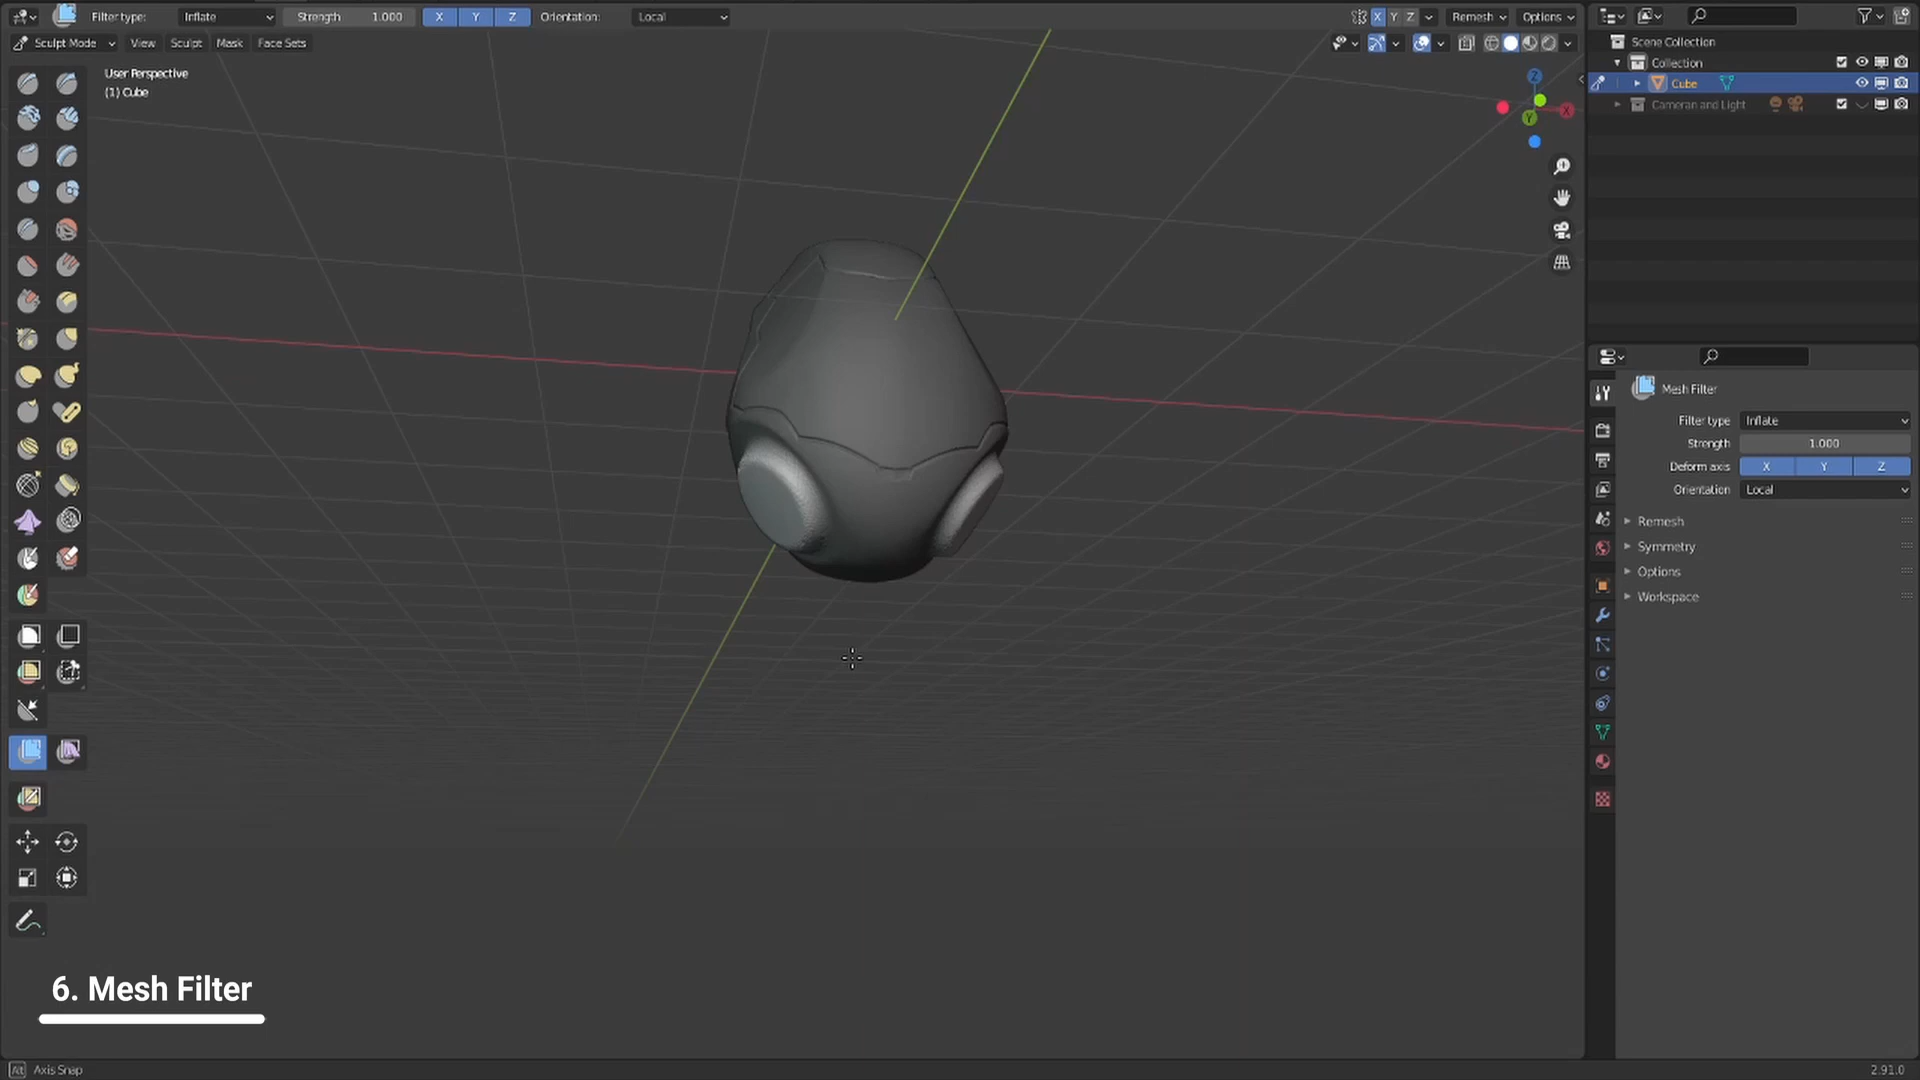 Filter type: Inflate Strength 1.000 X Y Z Orientation: Local X Y Z Remesh Options
Sculpt Mode View Sculpt Mask Face Sets
User Perspective
(1) Cube
Z
X
Y
Scene Collection
Collection
Cube
Cameran and Light
Mesh Filter
Filter type Inflate
Strength 1.000
Deform axis X Y Z
Orientation Local
Remesh
Symmetry
Options
Workspace
6. Mesh Filter
Alt Axis Snap
2.91.0